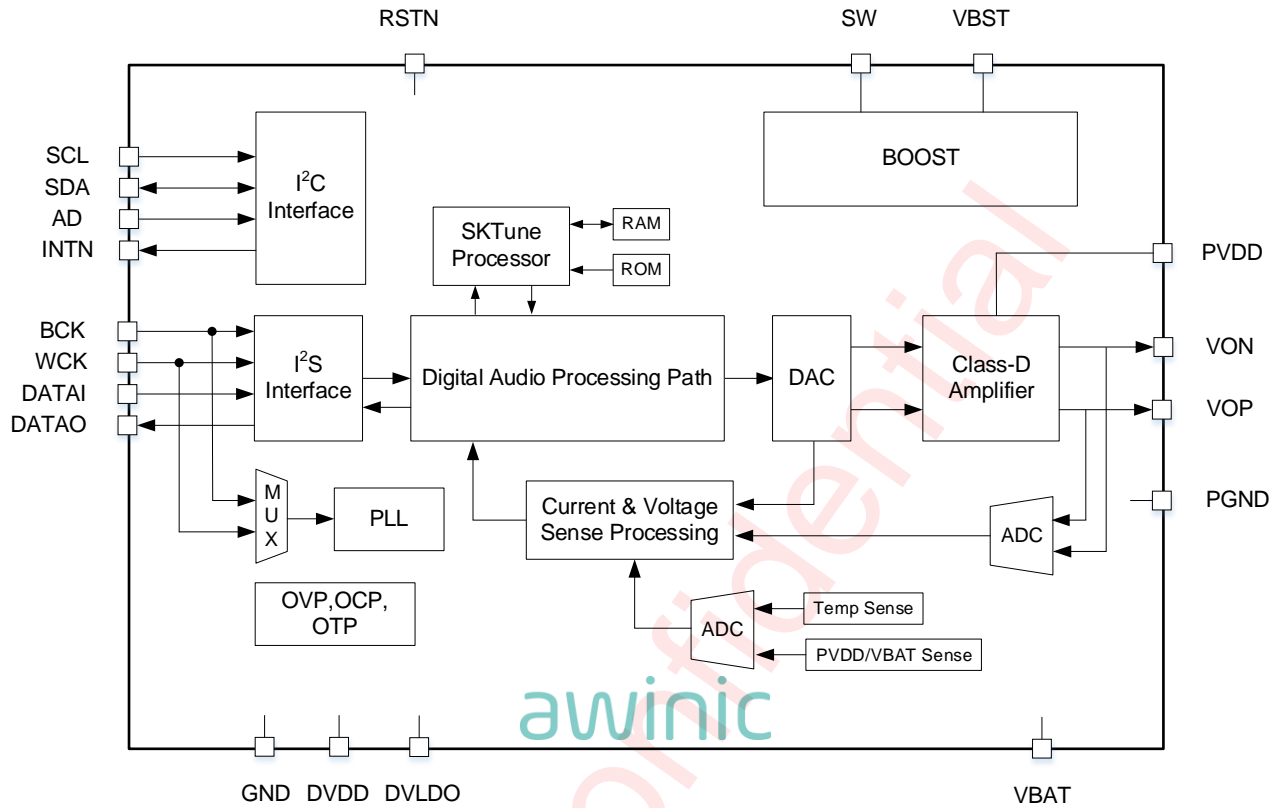 RSTN
SW
VBST
SCL
SDA
AD
INTN
I²C
Interface
BOOST
SKTune
Processor
RAM
ROM
PVDD
BCK
WCK
DATAI
DATAO
I²S
Interface
Digital Audio Processing Path
DAC
Class-D
Amplifier
VON
VOP
PGND
M
U
X
PLL
Current & Voltage
Sense Processing
ADC
OVP,OCP,
OTP
ADC
Temp Sense
PVDD/VBAT Sense
awinic
onfidential
GND
DVDD
DVLDO
VBAT